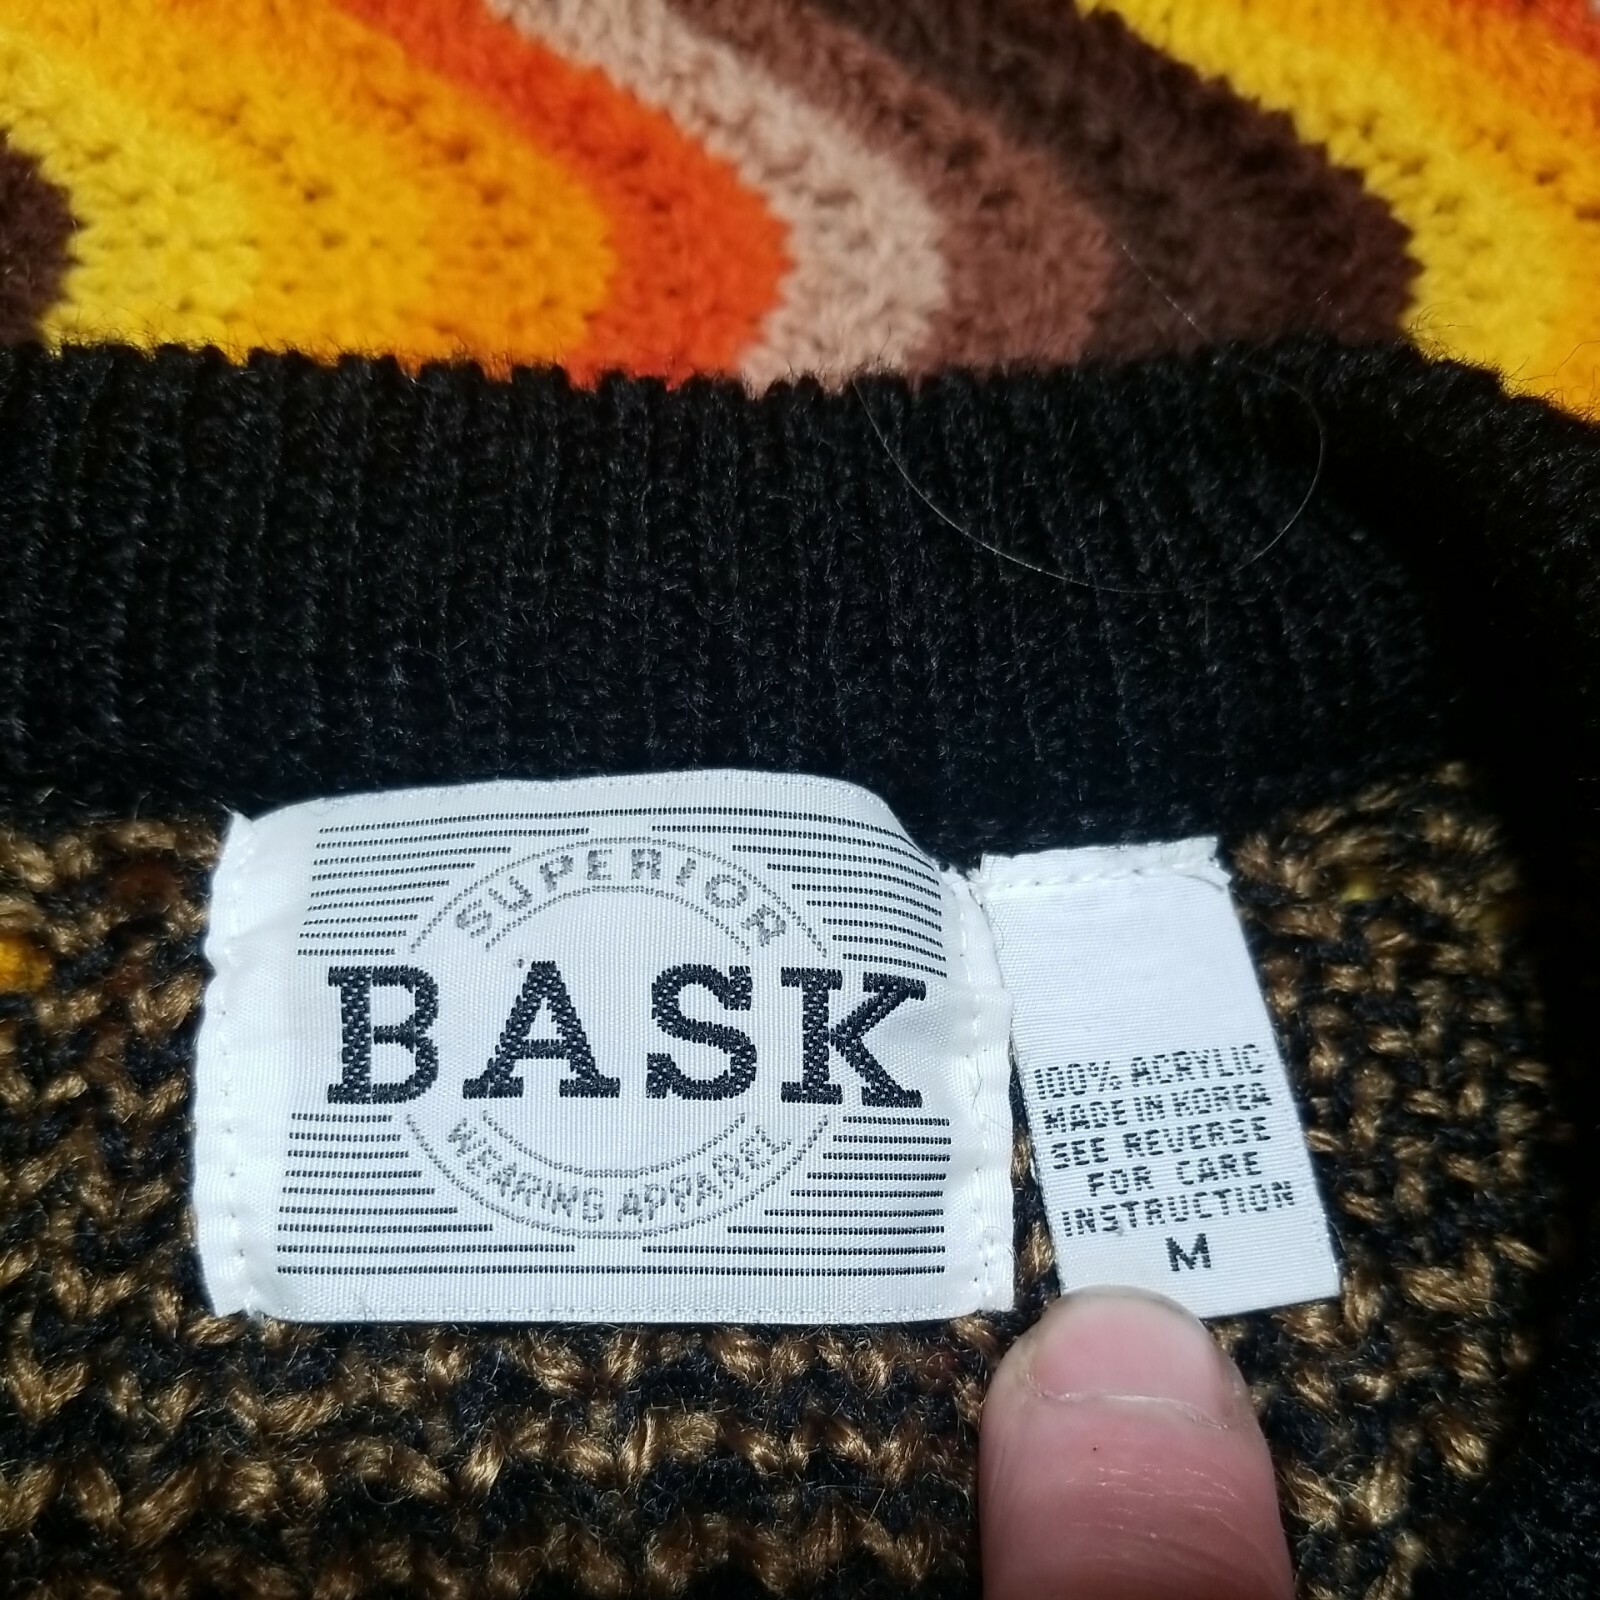 SUPERIOR
BASK
WEARING APPAREL
100% ACRYLIC
MADE IN KOREA
SEE REVERSE
FOR CARE
INSTRUCTION
M